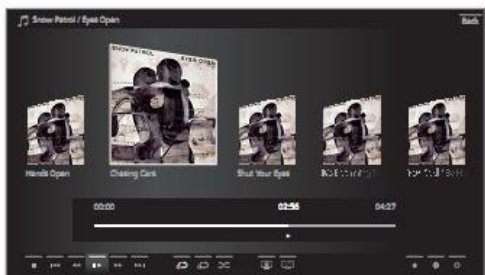 Snow Patrol / Eyes Open
Back
SNOW PATROL EYES OPEN
Hands Open
Chasing Cars
Shut Your Eyes
00:00
02:56
04:27